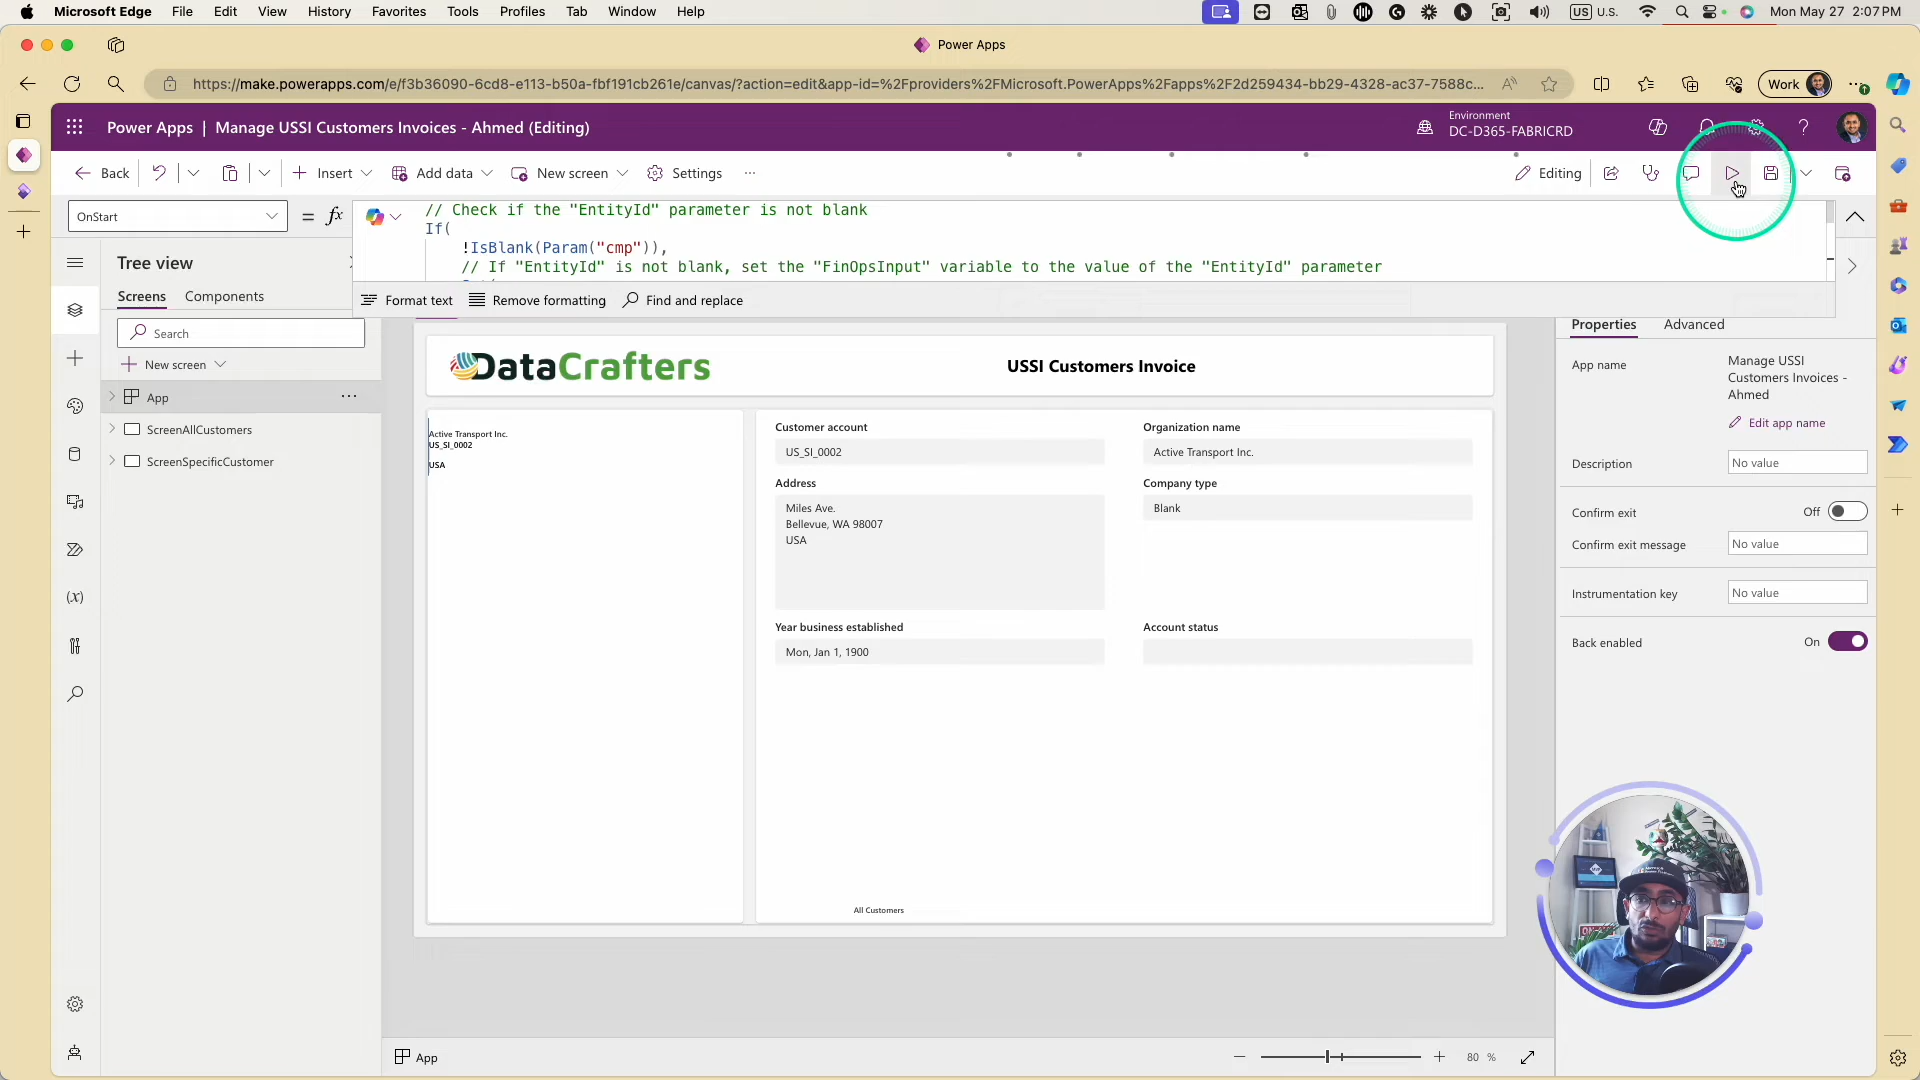 Microsoft Edge File Edit View History Favorites Tools Profiles Tab Window Help US U.S. Mon May 27 2:07 PM
Power Apps
https://make.powerapps.com/e/f3b36090-6cd8-e113-b50a-fbf191cb261e/canvas/?action=edit&app-id=%2Fproviders%2FMicrosoft.PowerApps%2Fapps%2F2d259434-bb29-4328-ac37-7588c... Work
Power Apps | Manage USSI Customers Invoices - Ahmed (Editing)
Environment
DC-D365-FABRICRD
Back Insert Add data New screen Settings ... Editing
OnStart = fx
// Check if the "EntityId" parameter is not blank
If(
!IsBlank(Param("cmp")),
// If "EntityId" is not blank, set the "FinOpsInput" variable to the value of the "EntityId" parameter
Format text Remove formatting Find and replace
Tree view
Screens Components
Search
New screen
App ...
ScreenAllCustomers
ScreenSpecificCustomer
DataCrafters
USSI Customers Invoice
Active Transport Inc.
US_SI_0002
USA
Customer account
US_SI_0002
Organization name
Active Transport Inc.
Address
Miles Ave.
Bellevue, WA 98007
USA
Company type
Blank
Year business established
Mon, Jan 1, 1900
Account status
All Customers
Properties Advanced
App name
Manage USSI
Customers Invoices -
Ahmed
Edit app name
Description No value
Confirm exit Off
Confirm exit message No value
Instrumentation key No value
Back enabled On
App
80 %